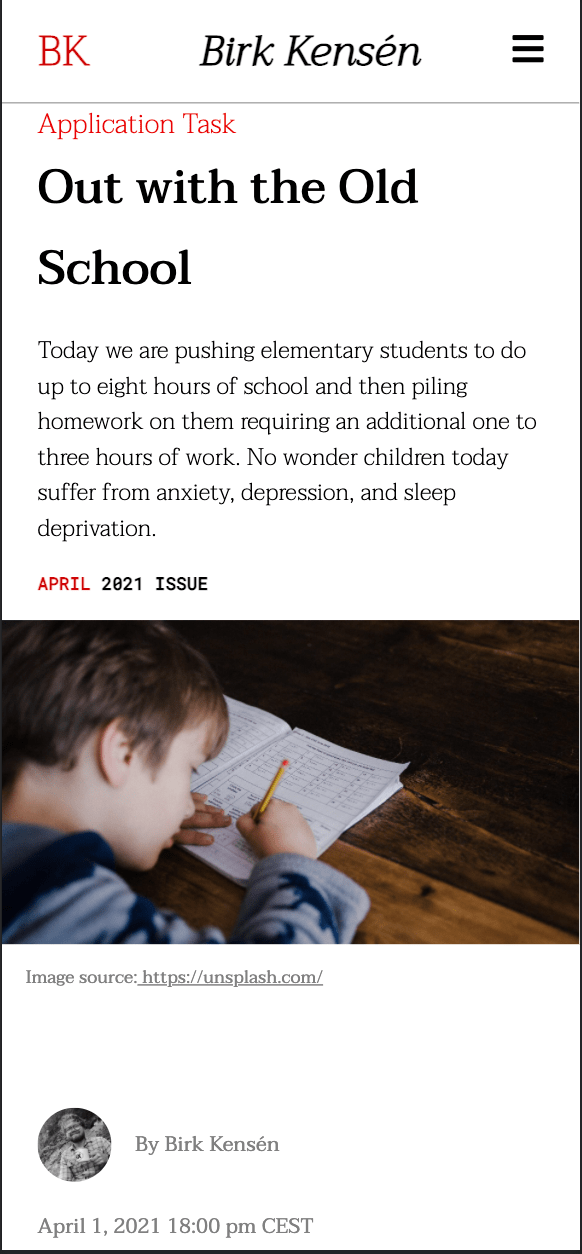 BK
Birk Kensén
Application Task
Out with the Old
School
Today we are pushing elementary students to do
up to eight hours of school and then piling
homework on them requiring an additional one to
three hours of work. No wonder children today
suffer from anxiety, depression, and sleep
deprivation.
APRIL 2021 ISSUE
Image source: https://unsplash.com/
By Birk Kensén
April 1, 2021 18:00 pm CEST